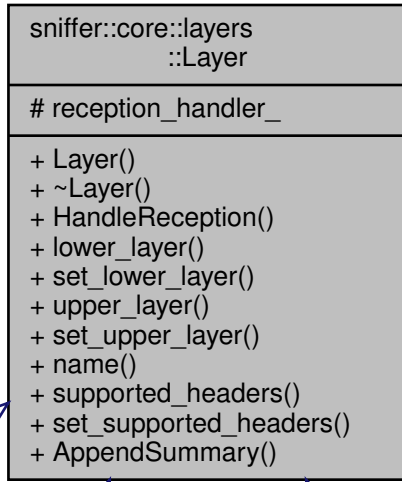 sniffer::core::layers
::Layer
# reception_handler_
+ Layer()
+ ~Layer()
+ HandleReception()
+ lower_layer()
+ set_lower_layer()
+ upper_layer()
+ set_upper_layer()
+ name()
+ supported_headers()
+ set_supported_headers()
+ AppendSummary()